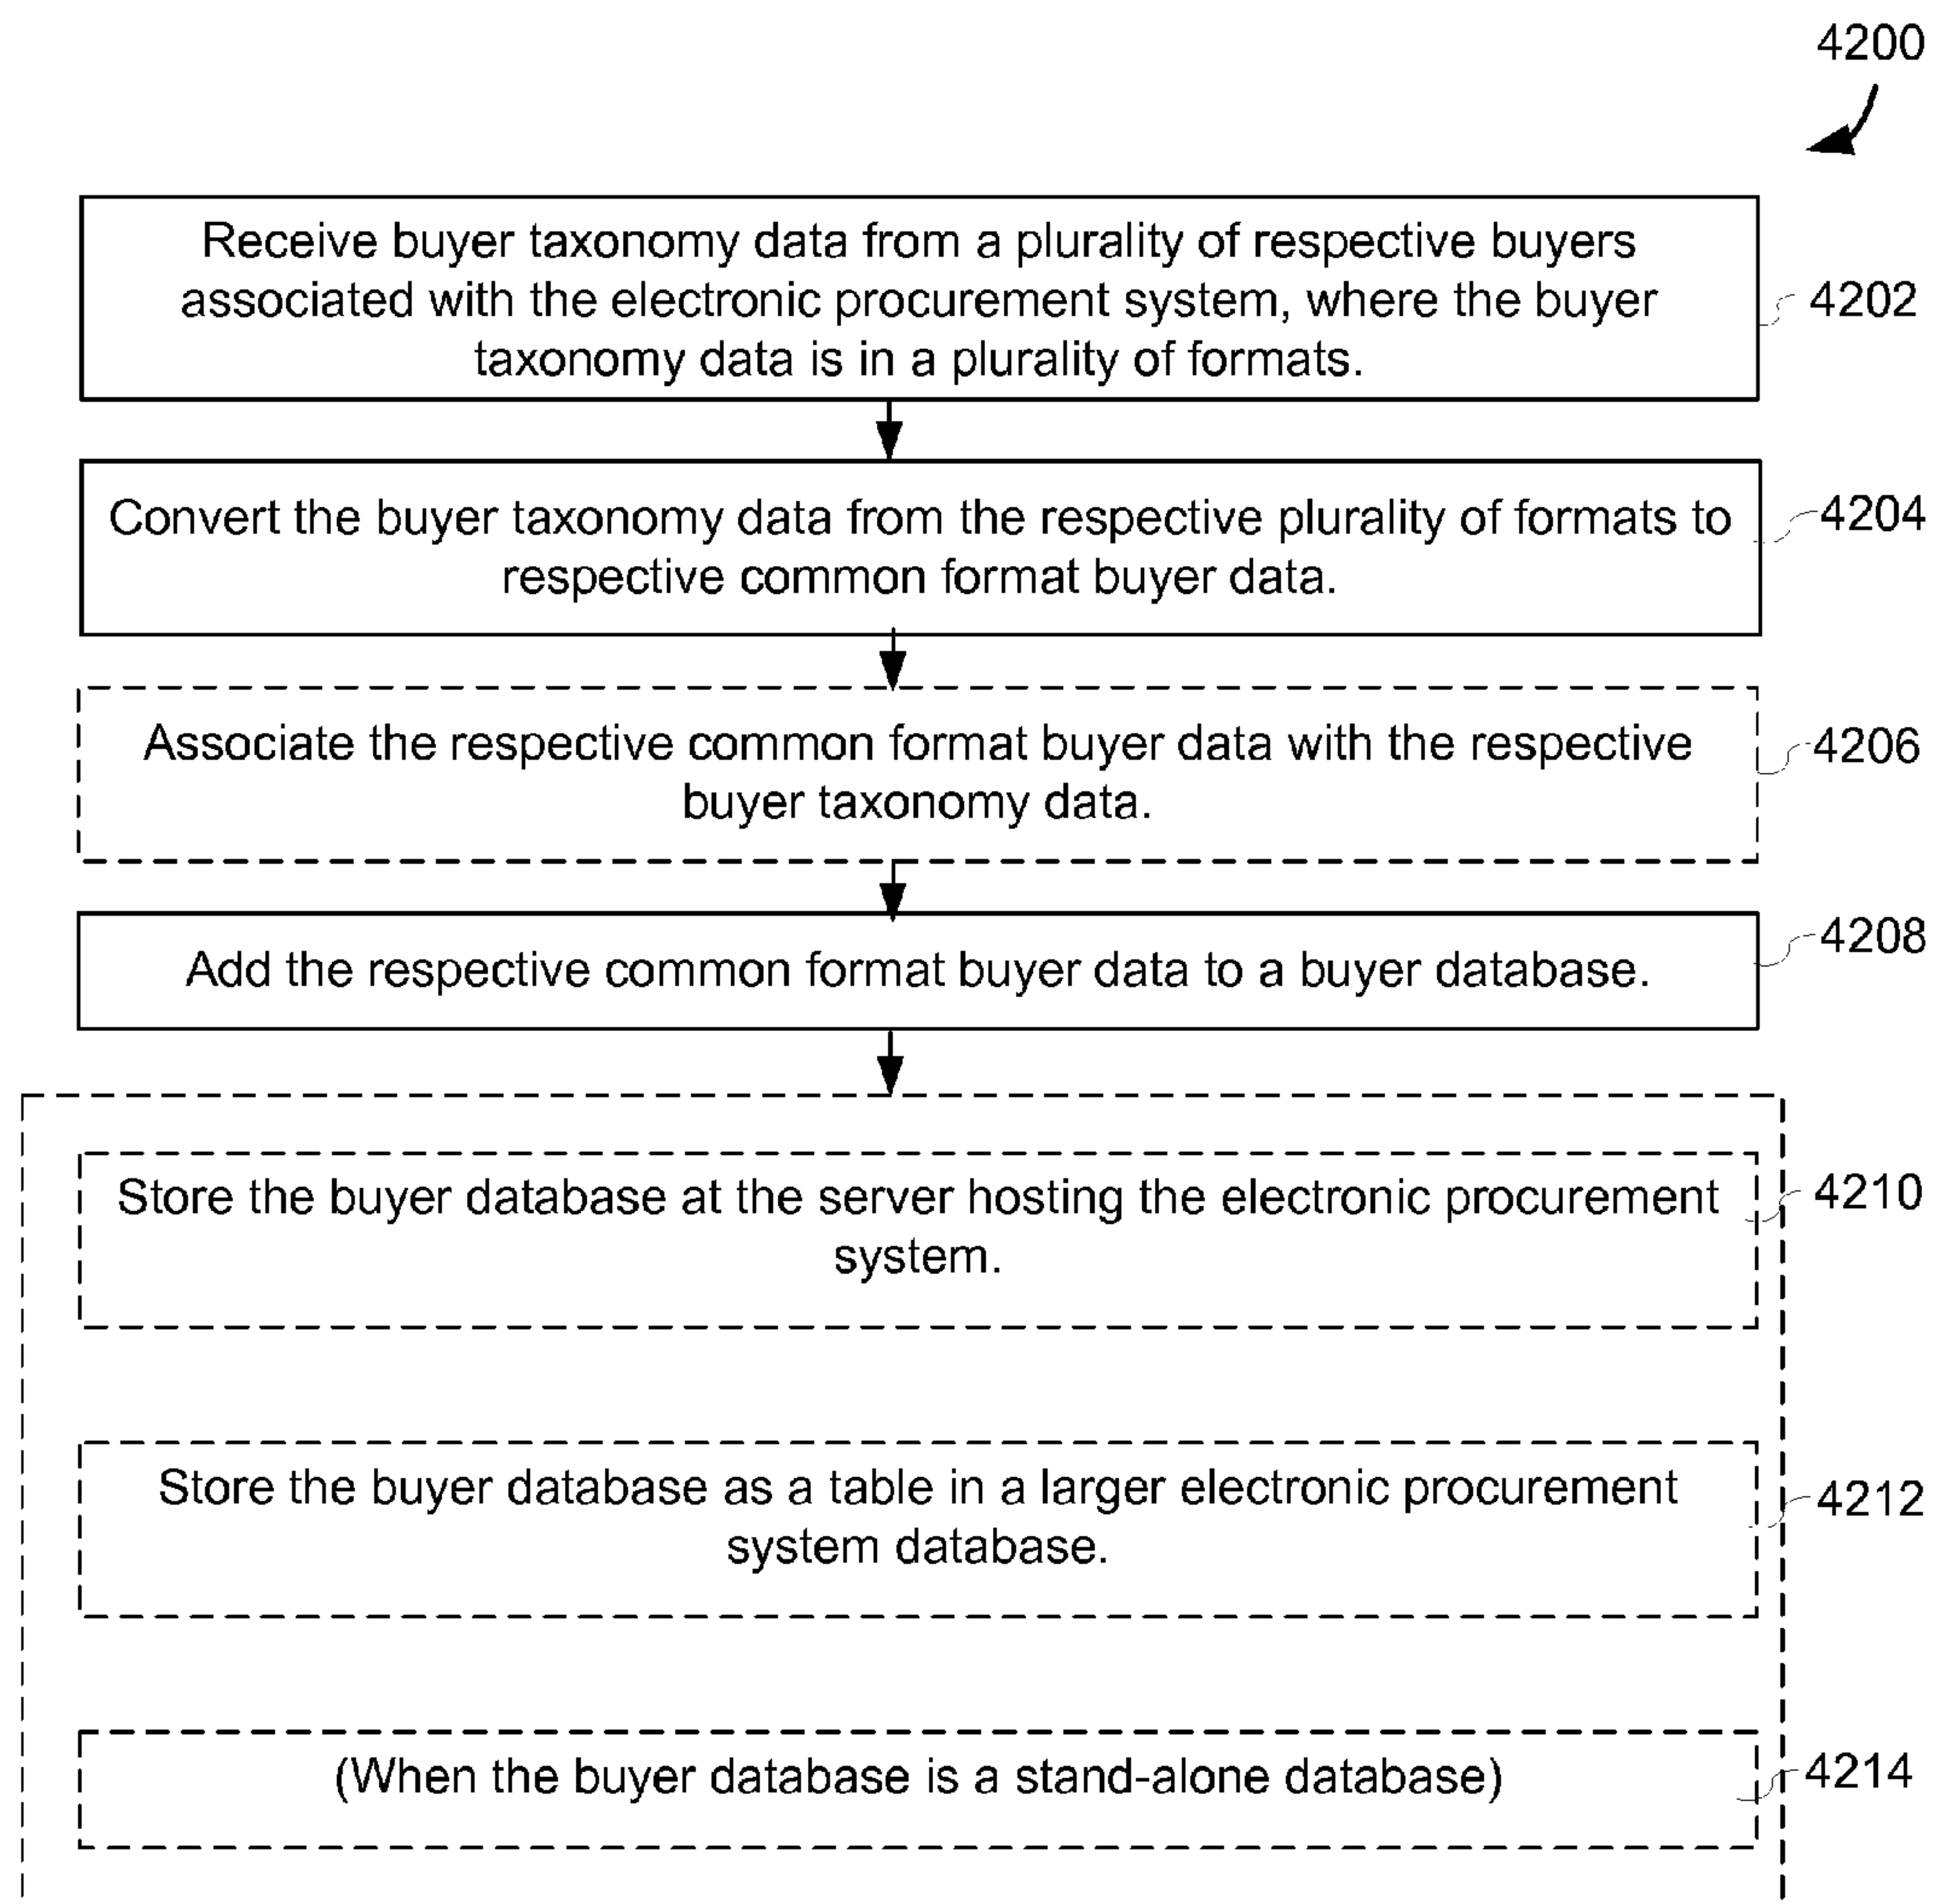 4200
Receive buyer taxonomy data from a plurality of respective buyers
associated with the electronic procurement system, where the buyer
taxonomy data is in a plurality of formats.
4202
Convert the buyer taxonomy data from the respective plurality of formats to
respective common format buyer data.
4204
Associate the respective common format buyer data with the respective
buyer taxonomy data.
4206
Add the respective common format buyer data to a buyer database.
4208
Store the buyer database at the server hosting the electronic procurement
system.
4210
Store the buyer database as a table in a larger electronic procurement
system database.
4212
(When the buyer database is a stand-alone database)
4214